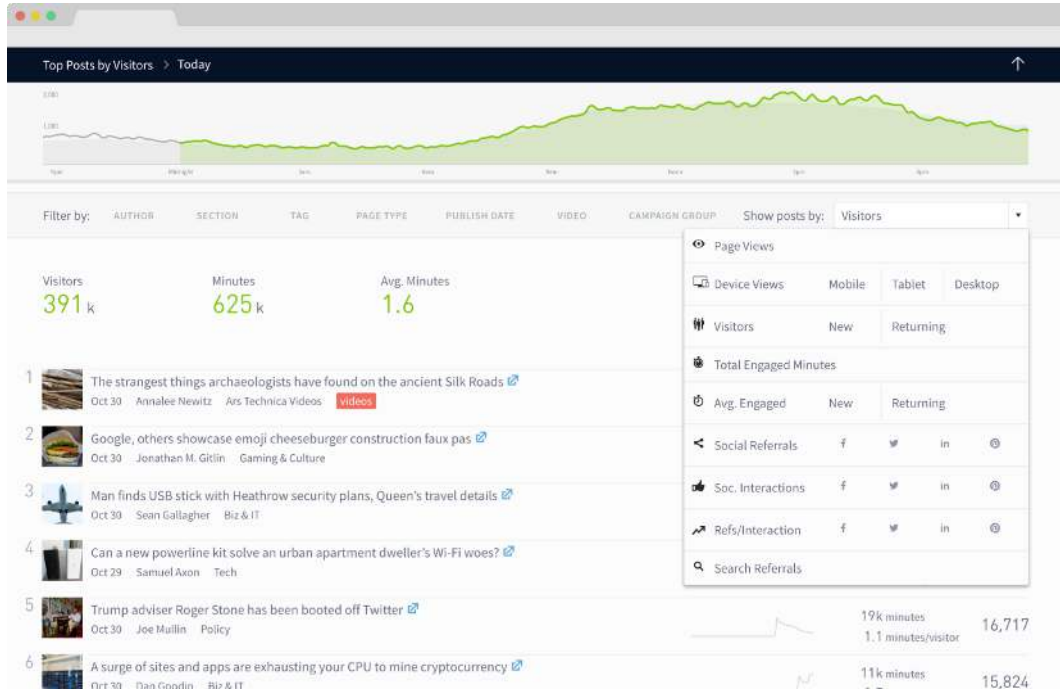 Top Posts by Visitors > Today
1,000
Midnight
Filter by: AUTHOR SECTION TAG PAGE TYPE PUBLISH DATE VIDEO CAMPAIGN GROUP Show posts by: Visitors
Page Views
Device Views Mobile Tablet Desktop
Visitors New Returning
Total Engaged Minutes
Avg. Engaged New Returning
Social Referrals
Soc. Interactions
Refs/Interaction
Search Referrals
Visitors Minutes Avg. Minutes
391 k 625 k 1.6
1 The strangest things archaeologists have found on the ancient Silk Roads
Oct 30 Annalee Newitz Ars Technica Videos videos
2 Google, others showcase emoji cheeseburger construction faux pas
Oct 30 Jonathan M. Gitlin Gaming & Culture
3 Man finds USB stick with Heathrow security plans, Queen's travel details
Oct 30 Sean Gallagher Biz & IT
4 Can a new powerline kit solve an urban apartment dweller's Wi-Fi woes?
Oct 29 Samuel Axon Tech
5 Trump adviser Roger Stone has been booted off Twitter
Oct 30 Joe Mullin Policy
19k minutes
1.1 minutes/visitor
16,717
6 A surge of sites and apps are exhausting your CPU to mine cryptocurrency
Oct 30 Dan Goodin Biz & IT
11k minutes
15,824